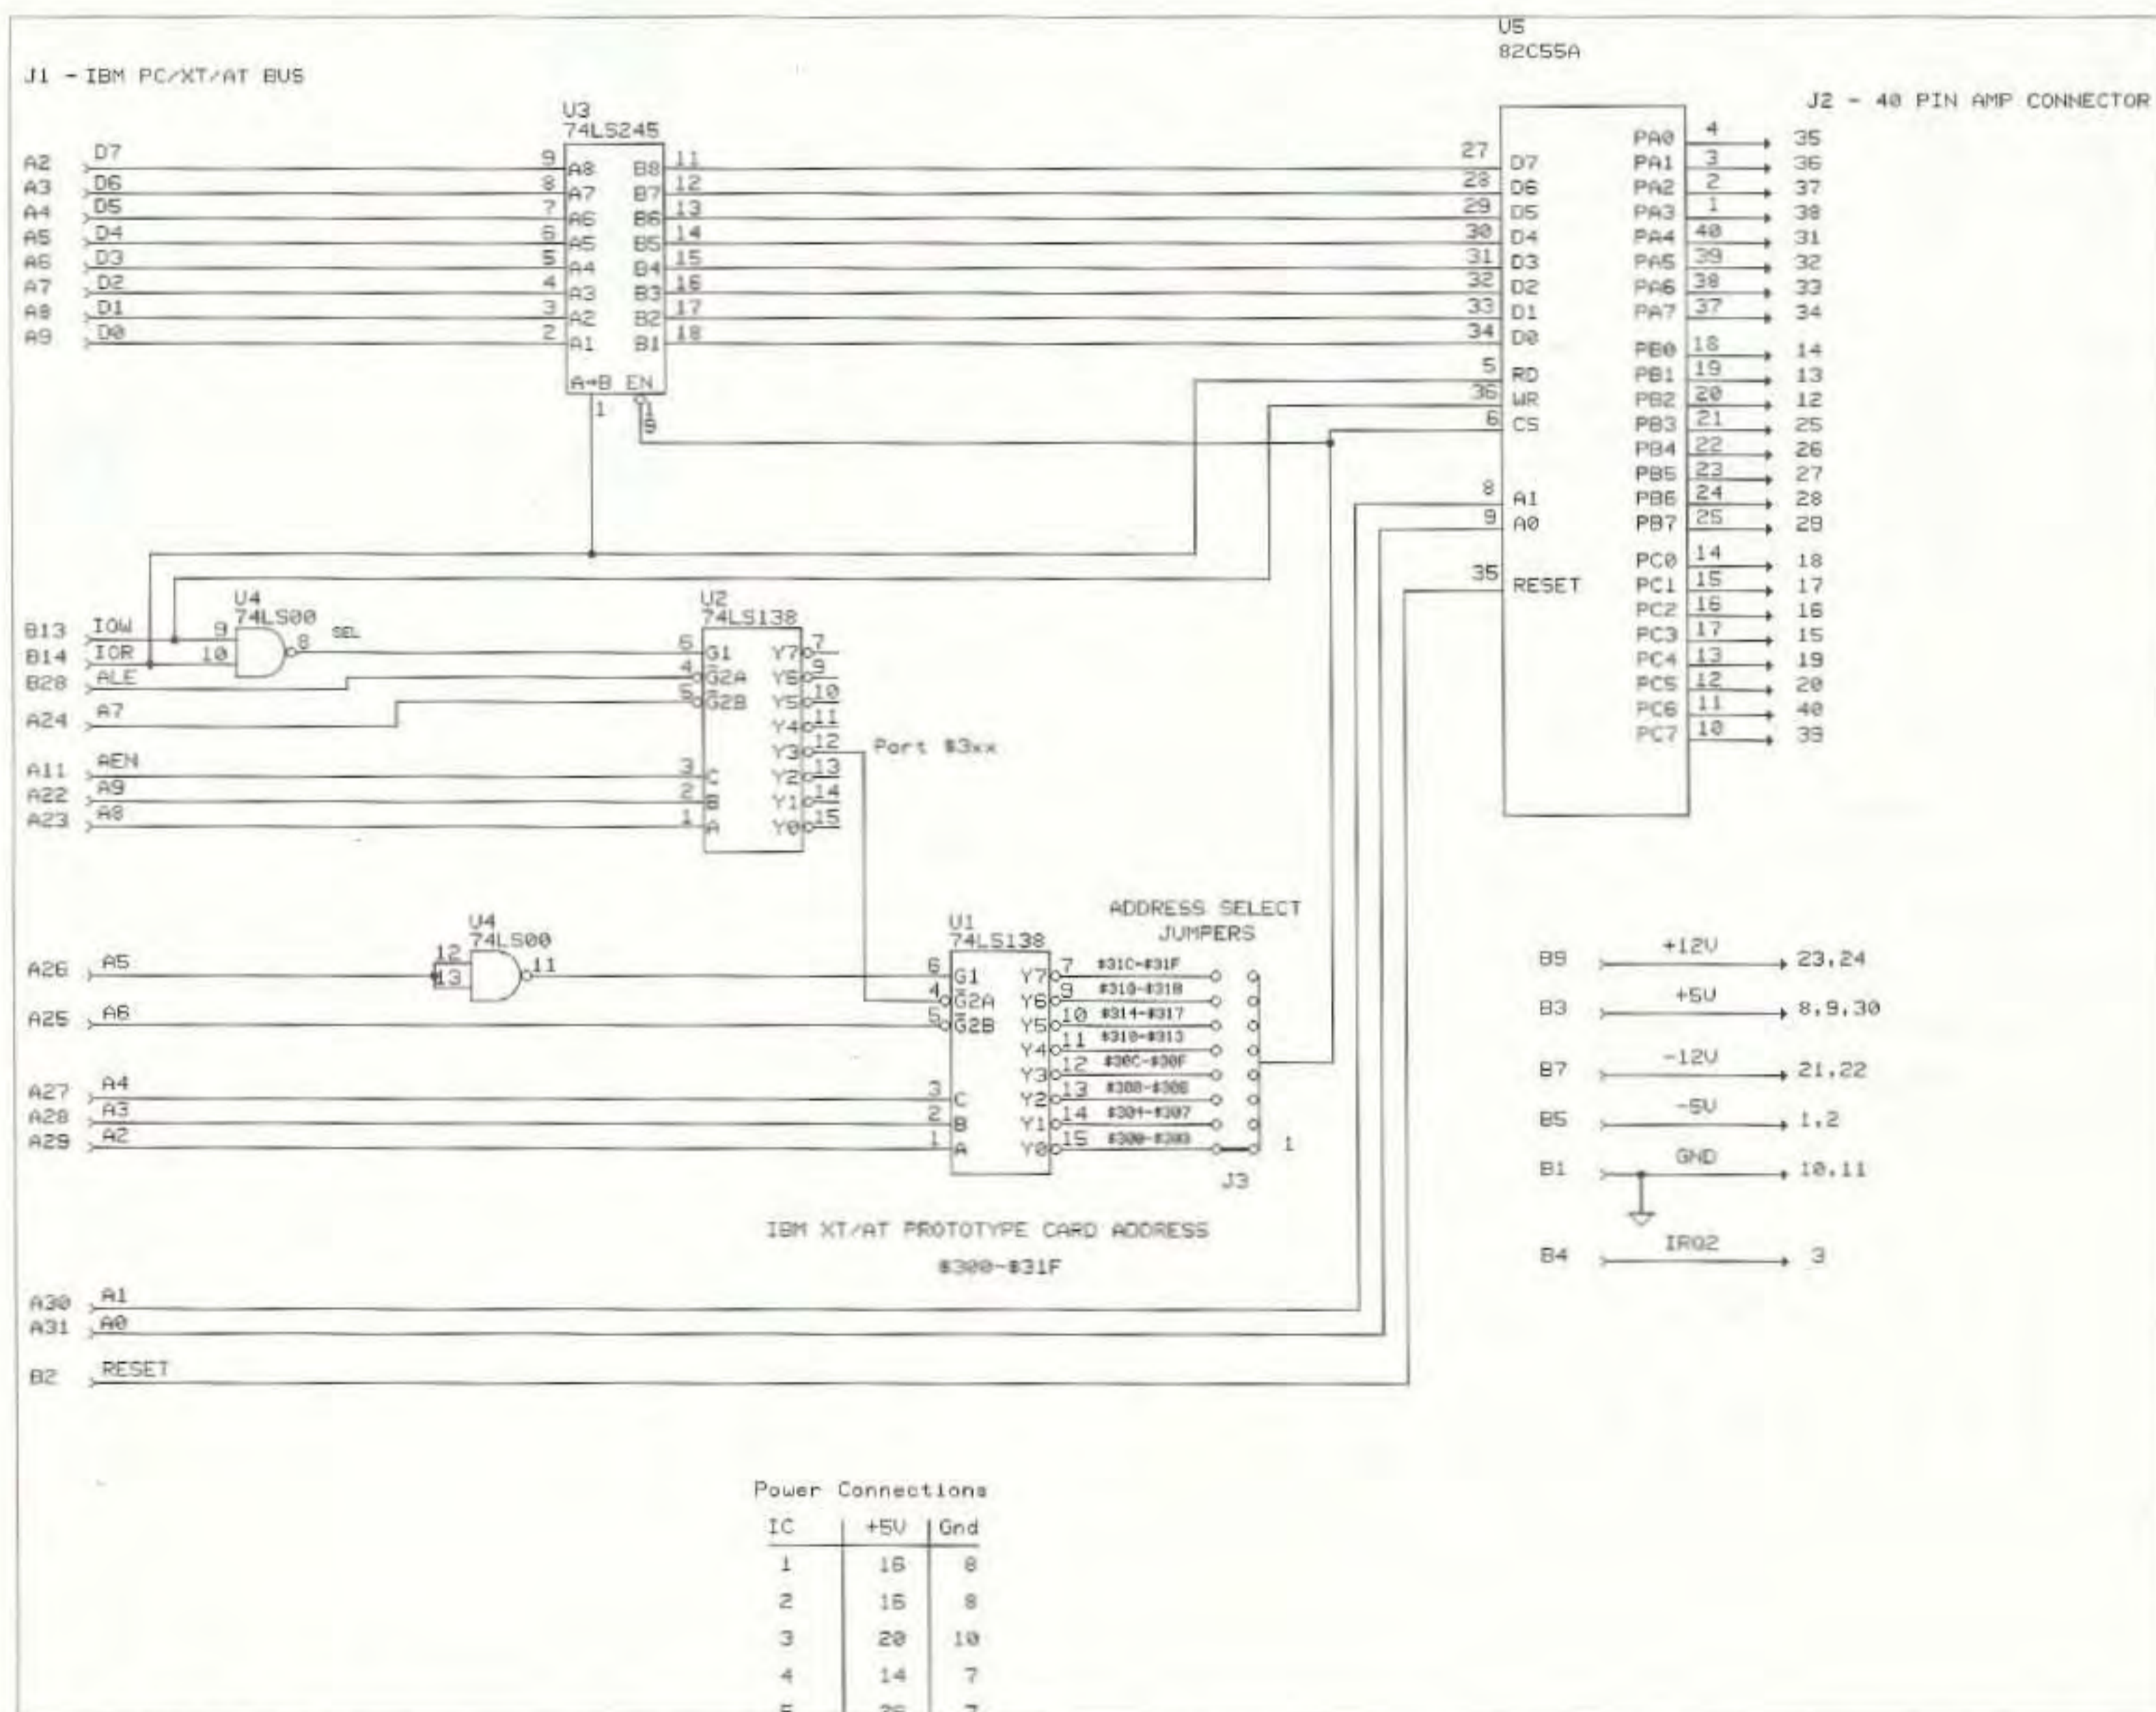 U5
82C55A
J1 - IBM PC/XT/AT BUS
J2 - 40 PIN AMP CONNECTOR
U3
74LS245
A2 D7 9 A8 B8 11 27 D7
A3 D6 8 A7 B7 12 28 D6
A4 D5 7 A6 B6 13 29 D5
A5 D4 6 A5 B5 14 30 D4
A6 D3 5 A4 B4 15 31 D3
A7 D2 4 A3 B3 16 32 D2
A8 D1 3 A2 B2 17 33 D1
A9 D0 2 A1 B1 18 34 D0
A→B EN
1 19
5 RD
36 WR
6 CS
8 A1
9 A0
35 RESET
PA0 4 35
PA1 3 36
PA2 2 37
PA3 1 38
PA4 40 31
PA5 39 32
PA6 38 33
PA7 37 34
PB0 18 14
PB1 19 13
PB2 20 12
PB3 21 25
PB4 22 26
PB5 23 27
PB6 24 28
PB7 25 29
PC0 14 18
PC1 15 17
PC2 16 16
PC3 17 15
PC4 13 19
PC5 12 20
PC6 11 40
PC7 10 39
U4
74LS00
B13 IOW 9 8 SEL
B14 IOR 10
B28 ALE
A24 A7
A11 AEN
A22 A9
A23 A8
U2
74LS138
6 G1 Y7 7
4 G2A Y6 9
5 G2B Y5 10
Y4 11
Y3 12 Port $3xx
3 C Y2 13
2 B Y1 14
1 A Y0 15
U4
74LS00
A26 A5 12 13 11
A25 A6
A27 A4
A28 A3
A29 A2
ADDRESS SELECT
JUMPERS
U1
74LS138
6 G1 Y7 7 $31C-$31F
4 G2A Y6 9 $318-$31B
5 G2B Y5 10 $314-$317
Y4 11 $310-$313
Y3 12 $30C-$30F
3 C Y2 13 $308-$30B
2 B Y1 14 $304-$307
1 A Y0 15 $300-$303 1
J3
IBM XT/AT PROTOTYPE CARD ADDRESS
$300-$31F
A30 A1
A31 A0
B2 RESET
B9 +12V 23,24
B3 +5V 8,9,30
B7 -12V 21,22
B5 -5V 1,2
B1 GND 10,11
B4 IRQ2 3
Power Connections
IC +5V Gnd
1 16 8
2 16 8
3 20 10
4 14 7